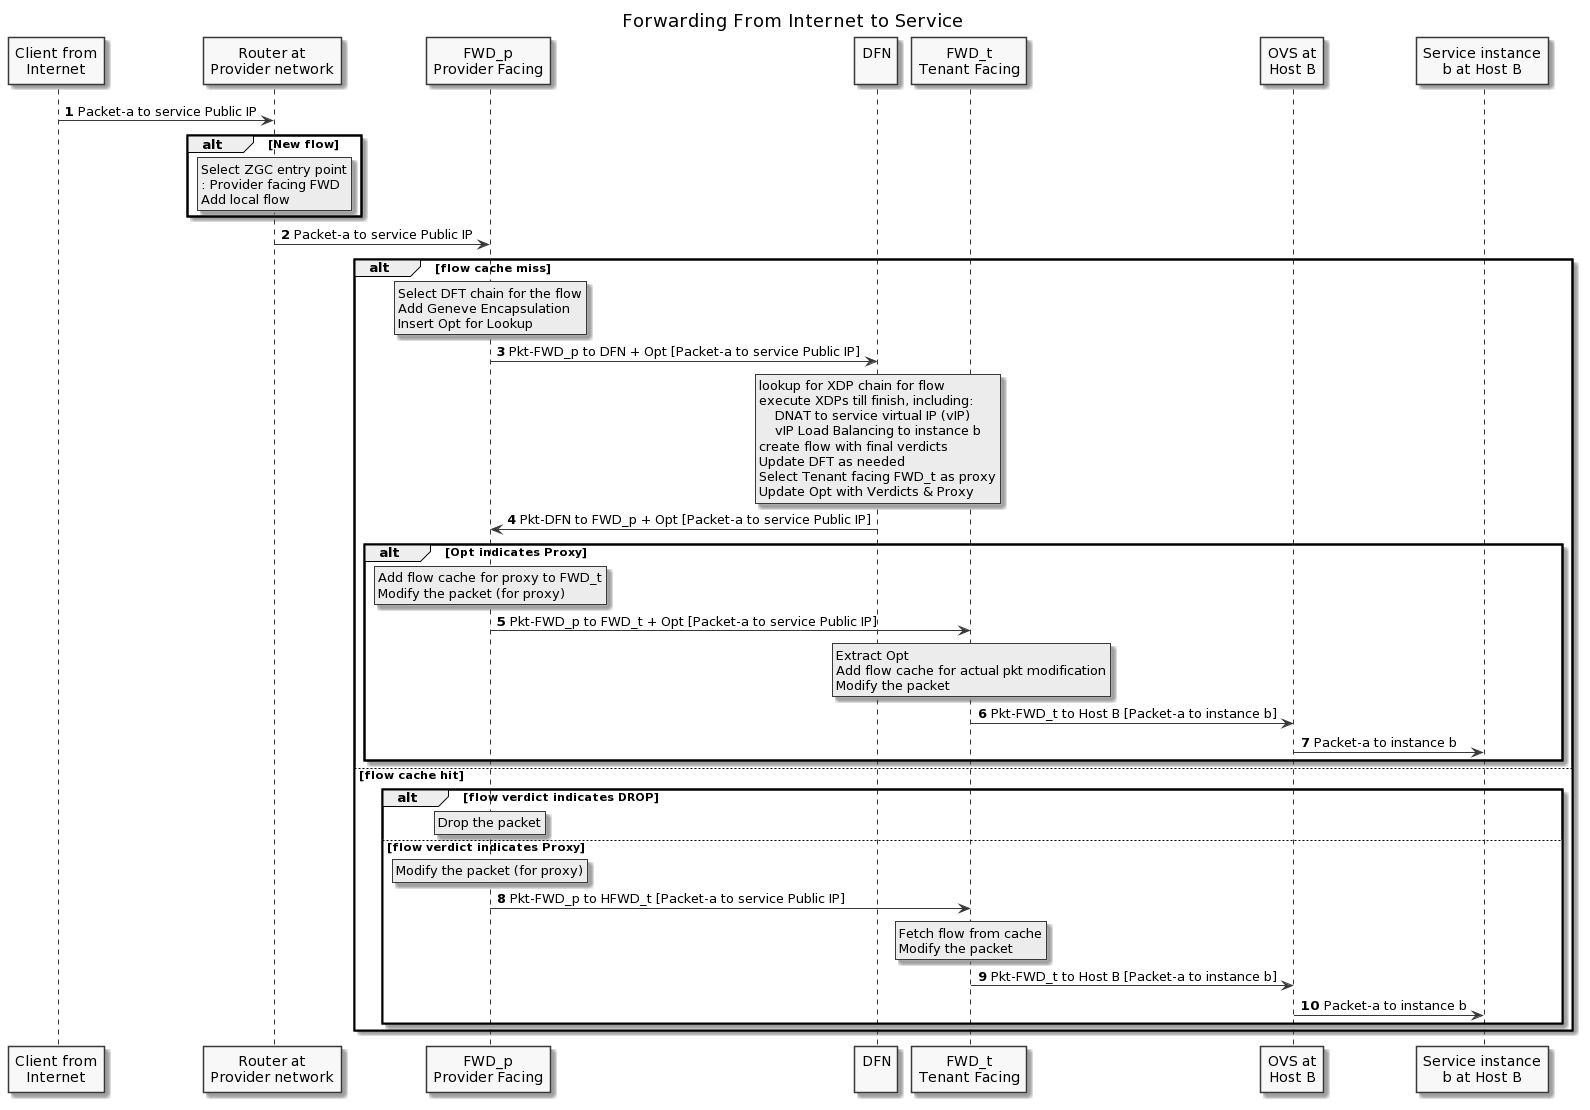 Forwarding From Internet to Service
Client from
Internet
Router at
Provider network
FWD_p
Provider Facing
DFN
FWD_t
Tenant Facing
OVS at
Host B
Service instance
b at Host B
1 Packet-a to service Public IP
alt [New flow]
Select ZGC entry point
: Provider facing FWD
Add local flow
2 Packet-a to service Public IP
alt [flow cache miss]
Select DFT chain for the flow
Add Geneve Encapsulation
Insert Opt for Lookup
3 Pkt-FWD_p to DFN + Opt [Packet-a to service Public IP]
lookup for XDP chain for flow
execute XDPs till finish, including:
DNAT to service virtual IP (vIP)
vIP Load Balancing to instance b
create flow with final verdicts
Update DFT as needed
Select Tenant facing FWD_t as proxy
Update Opt with Verdicts & Proxy
4 Pkt-DFN to FWD_p + Opt [Packet-a to service Public IP]
alt [Opt indicates Proxy]
Add flow cache for proxy to FWD_t
Modify the packet (for proxy)
5 Pkt-FWD_p to FWD_t + Opt [Packet-a to service Public IP]
Extract Opt
Add flow cache for actual pkt modification
Modify the packet
6 Pkt-FWD_t to Host B [Packet-a to instance b]
7 Packet-a to instance b
[flow cache hit]
alt [flow verdict indicates DROP]
Drop the packet
[flow verdict indicates Proxy]
Modify the packet (for proxy)
8 Pkt-FWD_p to HFWD_t [Packet-a to service Public IP]
Fetch flow from cache
Modify the packet
9 Pkt-FWD_t to Host B [Packet-a to instance b]
10 Packet-a to instance b
Client from
Internet
Router at
Provider network
FWD_p
Provider Facing
DFN
FWD_t
Tenant Facing
OVS at
Host B
Service instance
b at Host B